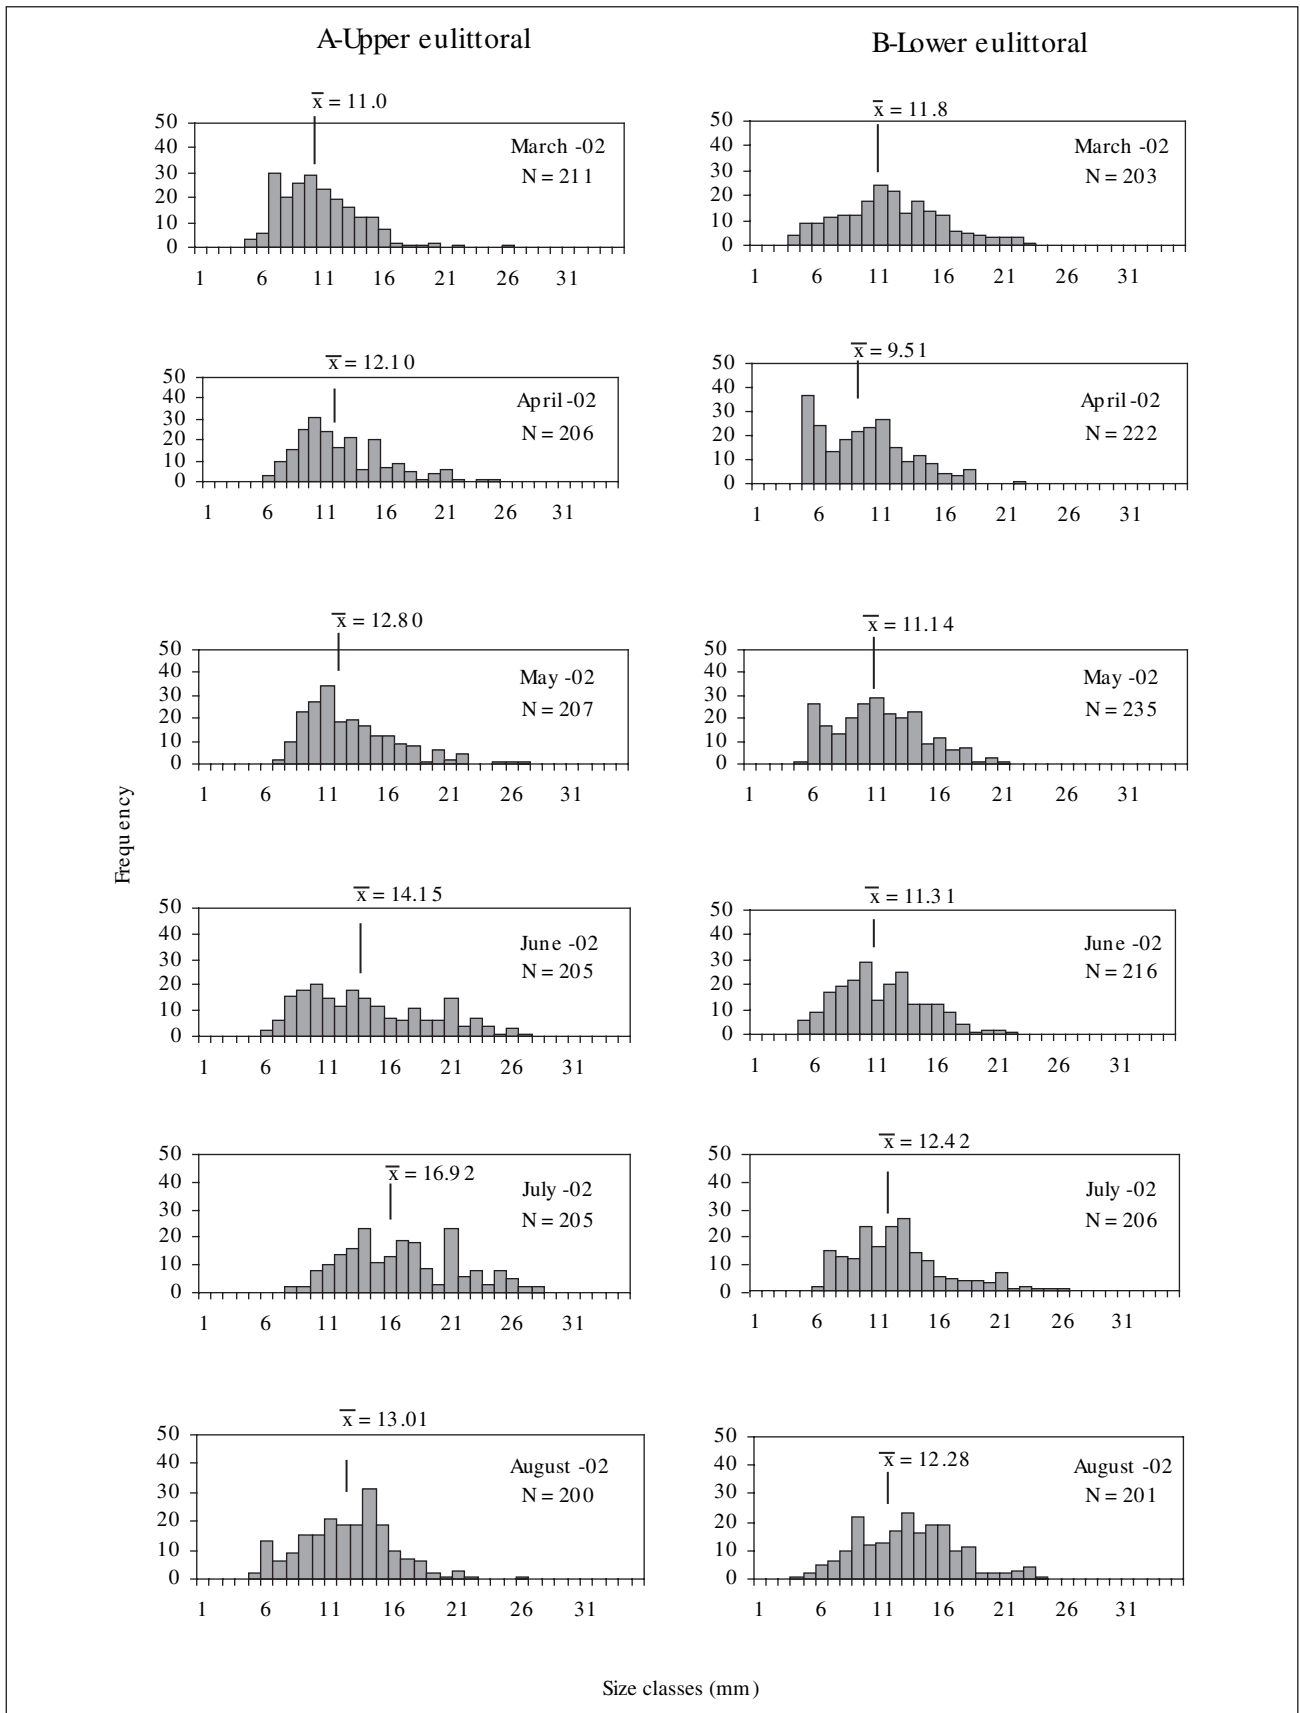 A-Upper eulittoral
B-Lower eulittoral
x̅ = 11.0
50
40
30
20
10
0
March -02
N = 211
1 6 11 16 21 26 31
x̅ = 11.8
50
40
30
20
10
0
March -02
N = 203
1 6 11 16 21 26 31
x̅ = 12.10
50
40
30
20
10
0
April -02
N = 206
1 6 11 16 21 26 31
x̅ = 9.51
50
40
30
20
10
0
April -02
N = 222
1 6 11 16 21 26 31
x̅ = 12.80
50
40
30
20
10
0
May -02
N = 207
1 6 11 16 21 26 31
x̅ = 11.14
50
40
30
20
10
0
May -02
N = 235
1 6 11 16 21 26 31
Frequency
x̅ = 14.15
50
40
30
20
10
0
June -02
N = 205
1 6 11 16 21 26 31
x̅ = 11.31
50
40
30
20
10
0
June -02
N = 216
1 6 11 16 21 26 31
x̅ = 16.92
50
40
30
20
10
0
July -02
N = 205
1 6 11 16 21 26 31
x̅ = 12.42
50
40
30
20
10
0
July -02
N = 206
1 6 11 16 21 26 31
x̅ = 13.01
50
40
30
20
10
0
August -02
N = 200
1 6 11 16 21 26 31
x̅ = 12.28
50
40
30
20
10
0
August -02
N = 201
1 6 11 16 21 26 31
Size classes (mm)